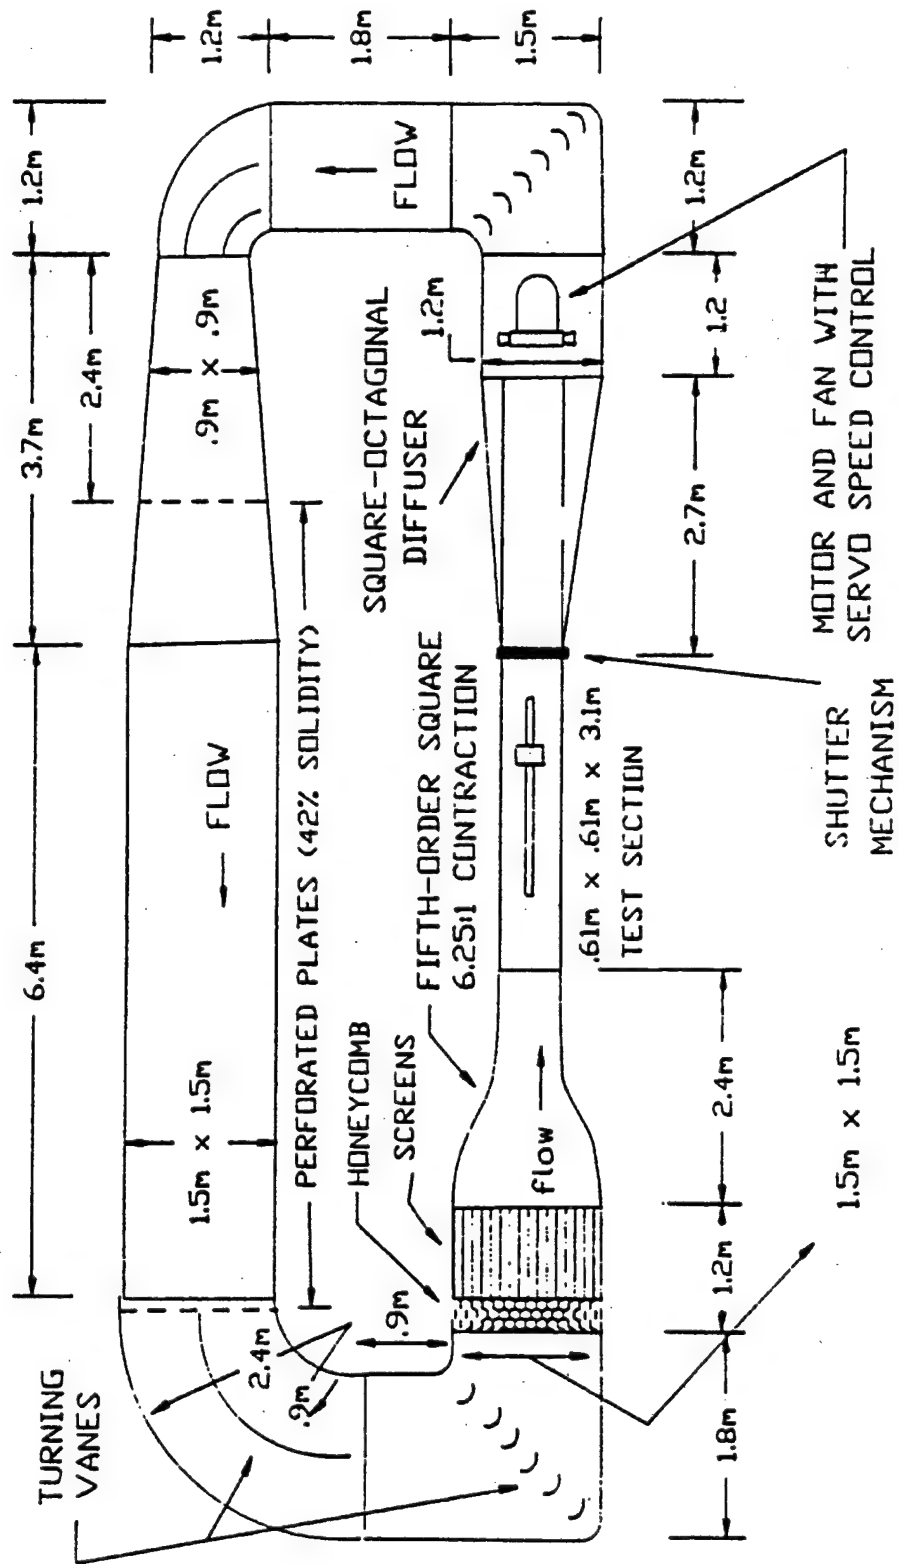 6.4m
3.7m
1.2m
TURNING
VANES
2.4m
1.2m
1.5m x 1.5m
FLOW
.9m x .9m
2.4m
.9m
PERFORATED PLATES (42% SOLIDITY)
1.8m
FLOW
HONEYCOMB
SCREENS
.9m
FIFTH-ORDER SQUARE
6.25:1 CONTRACTION
SQUARE-OCTAGONAL
DIFFUSER
1.2m
1.5m
flow
.61m x .61m x 3.1m
TEST SECTION
1.8m
1.2m
2.4m
2.7m
1.2
1.2m
1.5m x 1.5m
SHUTTER
MECHANISM
MOTOR AND FAN WITH
SERVO SPEED CONTROL